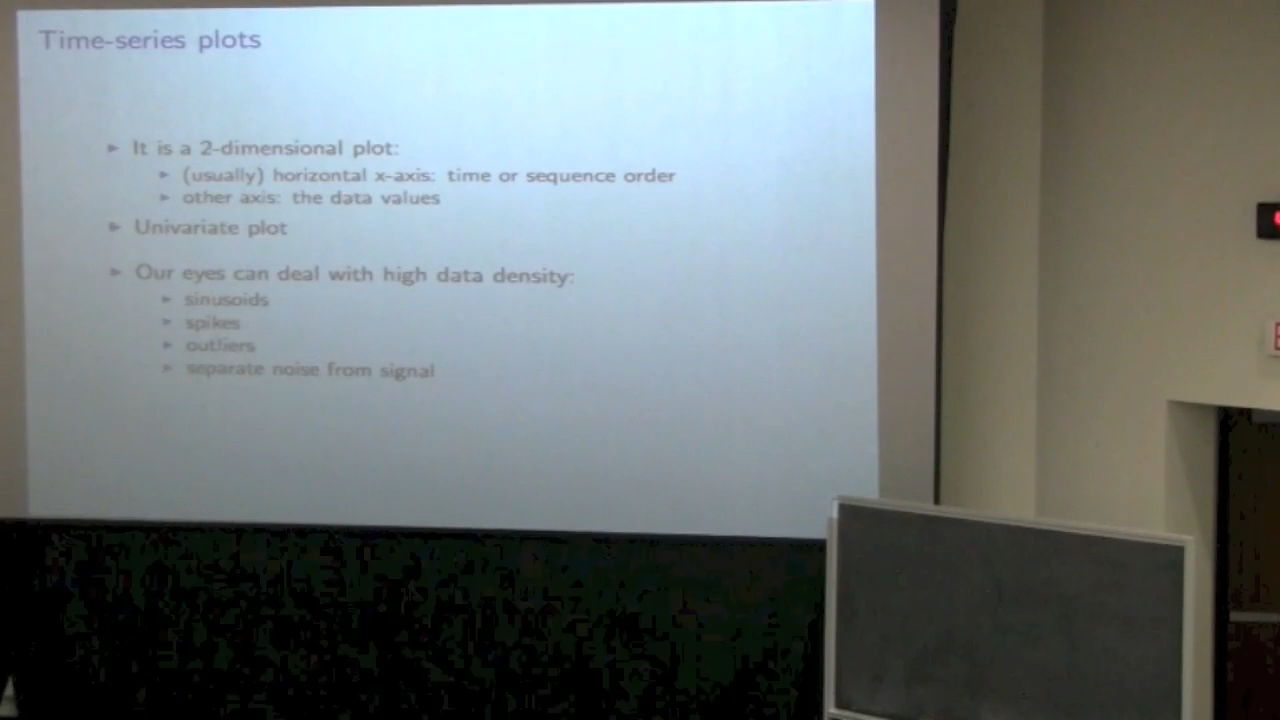 Time-series plots
► It is a 2-dimensional plot:
► (usually) horizontal x-axis: time or sequence order
► other axis: the data values
► Univariate plot
► Our eyes can deal with high data density:
► sinusoids
► spikes
► outliers
► separate noise from signal